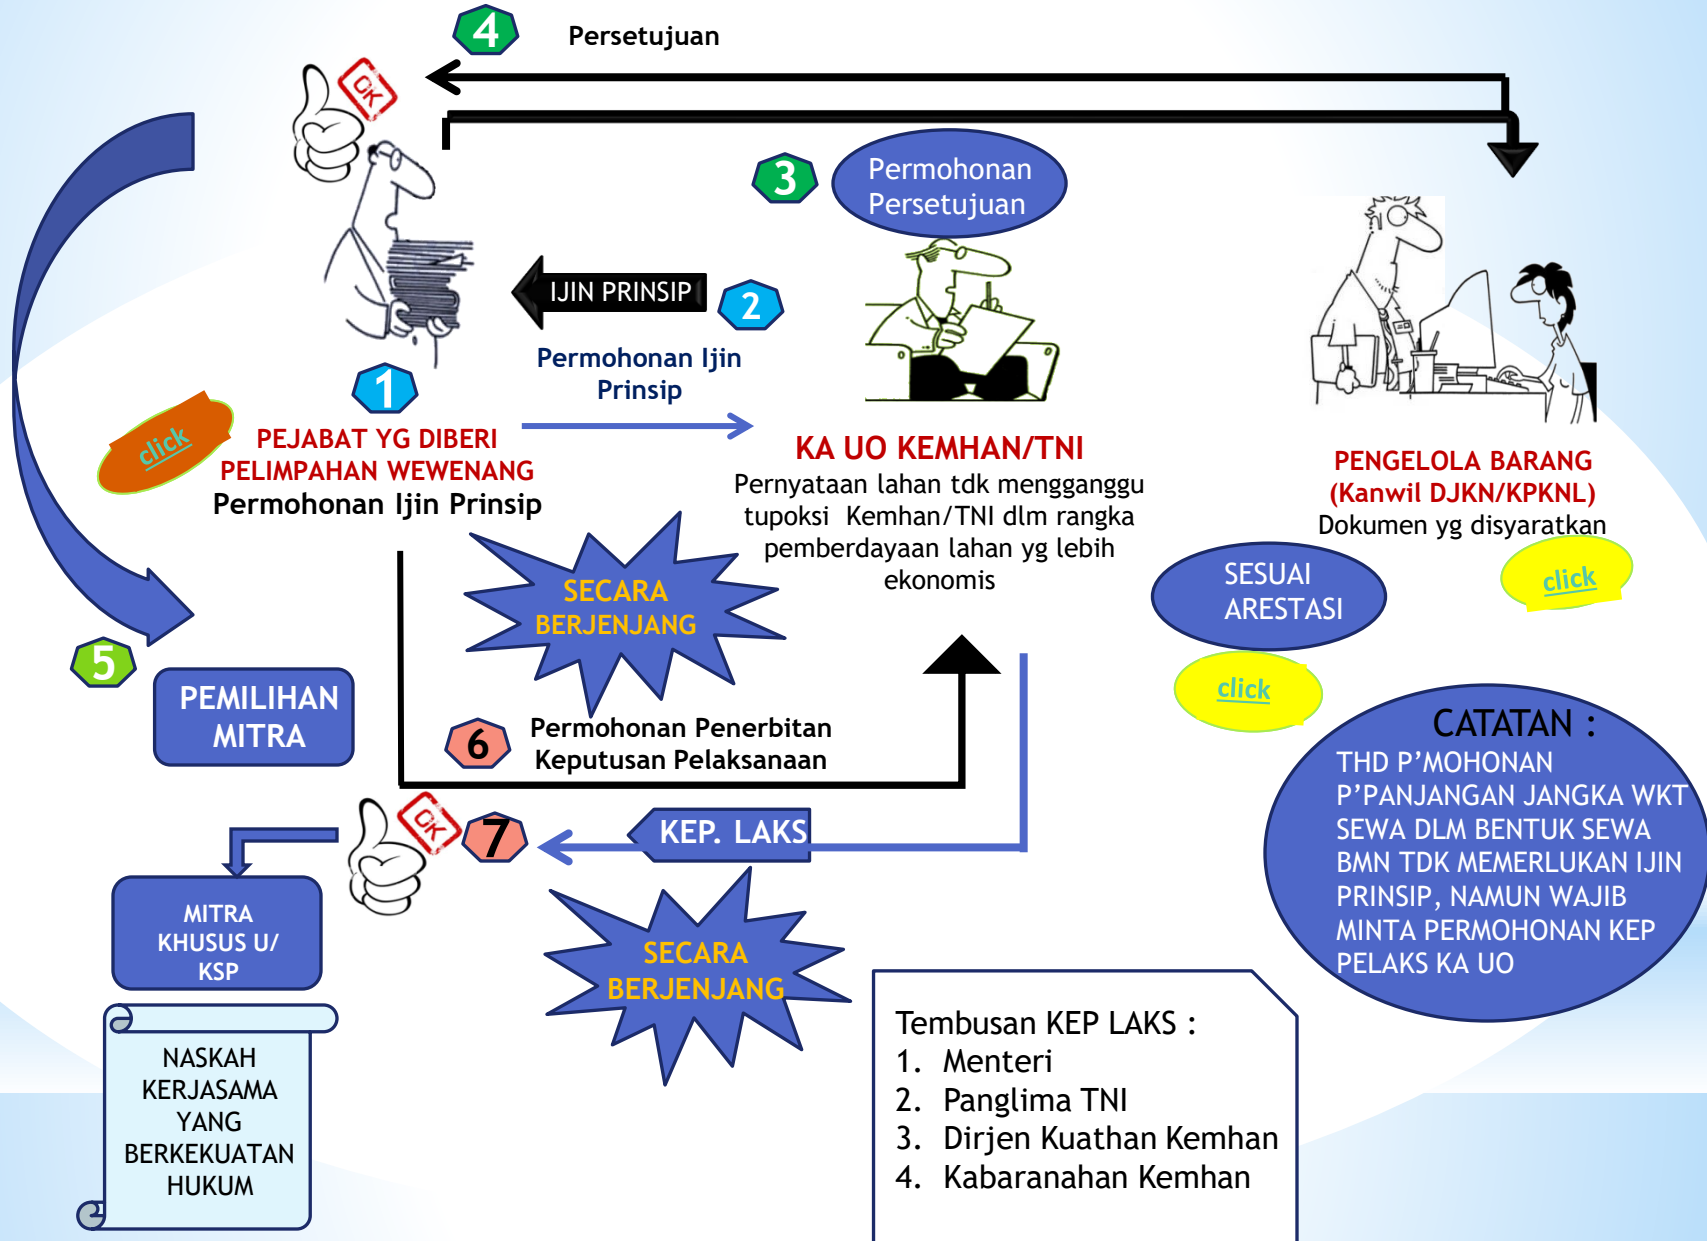 4
Persetujuan
OK
3
Permohonan
Persetujuan
IJIN PRINSIP
2
Permohonan Ijin
Prinsip
1
click
PEJABAT YG DIBERI
PELIMPAHAN WEWENANG
Permohonan Ijin Prinsip
KA UO KEMHAN/TNI
Pernyataan lahan tdk mengganggu
tupoksi Kemhan/TNI dlm rangka
pemberdayaan lahan yg lebih
ekonomis
PENGELOLA BARANG
(Kanwil DJKN/KPKNL)
Dokumen yg disyaratkan
click
SESUAI
ARESTASI
click
SECARA
BERJENJANG
5
PEMILIHAN
MITRA
6
Permohonan Penerbitan
Keputusan Pelaksanaan
OK
7
KEP. LAKS
CATATAN :
THD P’MOHONAN
P’PANJANGAN JANGKA WKT
SEWA DLM BENTUK SEWA
BMN TDK MEMERLUKAN IJIN
PRINSIP, NAMUN WAJIB
MINTA PERMOHONAN KEP
PELAKS KA UO
MITRA
KHUSUS U/
KSP
SECARA
BERJENJANG
NASKAH
KERJASAMA
YANG
BERKEKUATAN
HUKUM
Tembusan KEP LAKS :
1. Menteri
2. Panglima TNI
3. Dirjen Kuathan Kemhan
4. Kabaranahan Kemhan